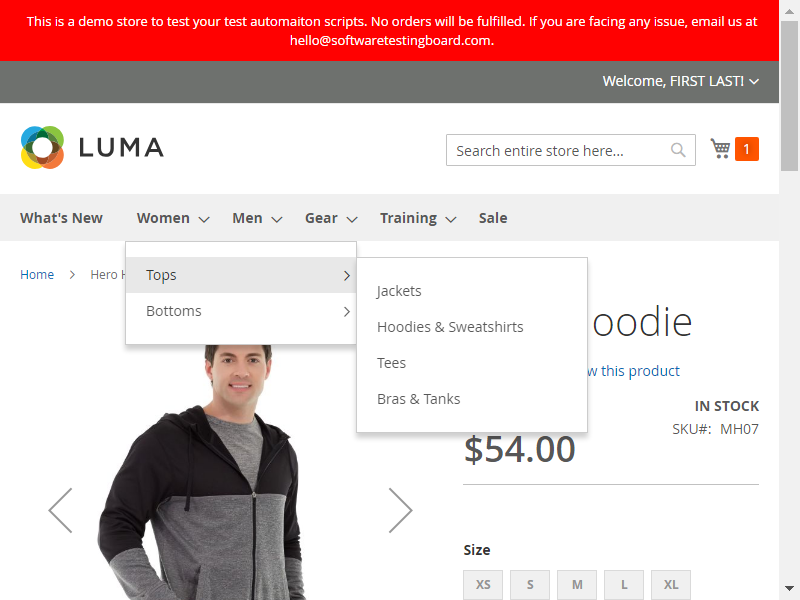 This is a demo store to test your test automaiton scripts. No orders will be fulfilled. If you are facing any issue, email us at
hello@softwaretestingboard.com.
Welcome, FIRST LAST!
LUMA
Search entire store here...
1
What's New
Women
Men
Gear
Training
Sale
Home
Hero
Tops
Bottoms
Jackets
Hoodies & Sweatshirts
Tees
Bras & Tanks
oodie
this product
IN STOCK
SKU#: MH07
$54.00
Size
XS
S
M
L
XL